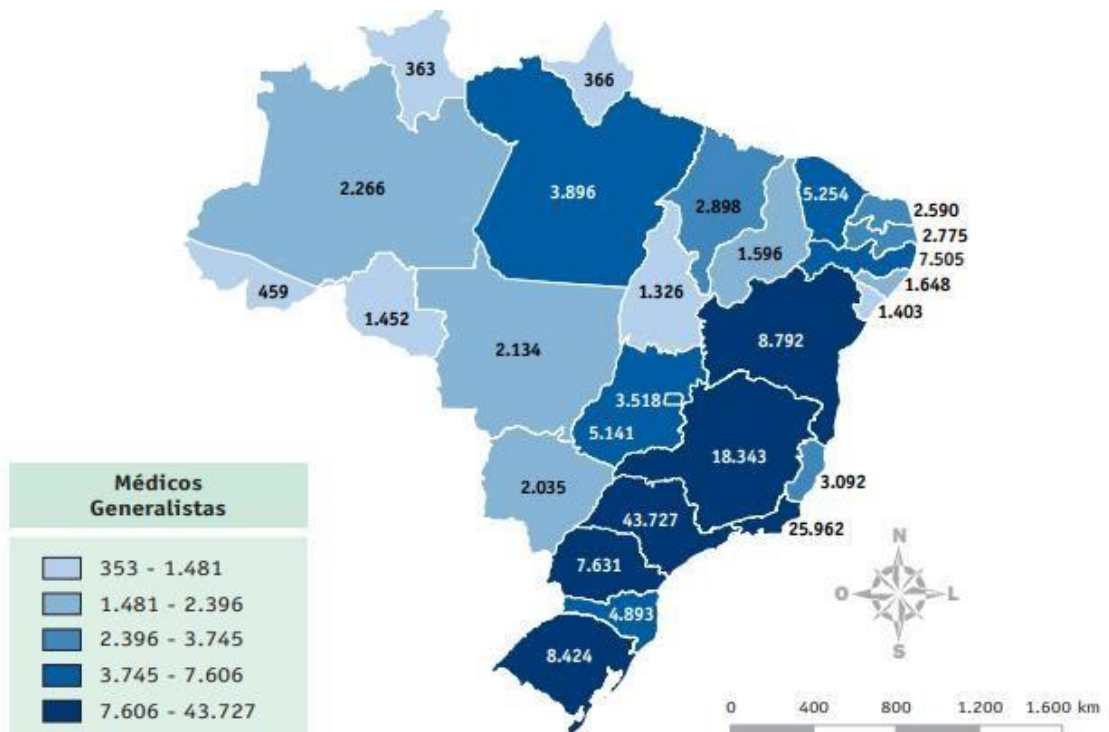 363
366
2.266
3.896
2.898
5.254
2.590
2.775
7.505
1.648
1.403
1.596
459
1.452
1.326
2.134
8.792
3.518
5.141
18.343
3.092
2.035
43.727
25.962
7.631
4.893
8.424
Médicos
Generalistas
353 - 1.481
1.481 - 2.396
2.396 - 3.745
3.745 - 7.606
7.606 - 43.727
N
O
L
S
0 400 800 1.200 1.600 km